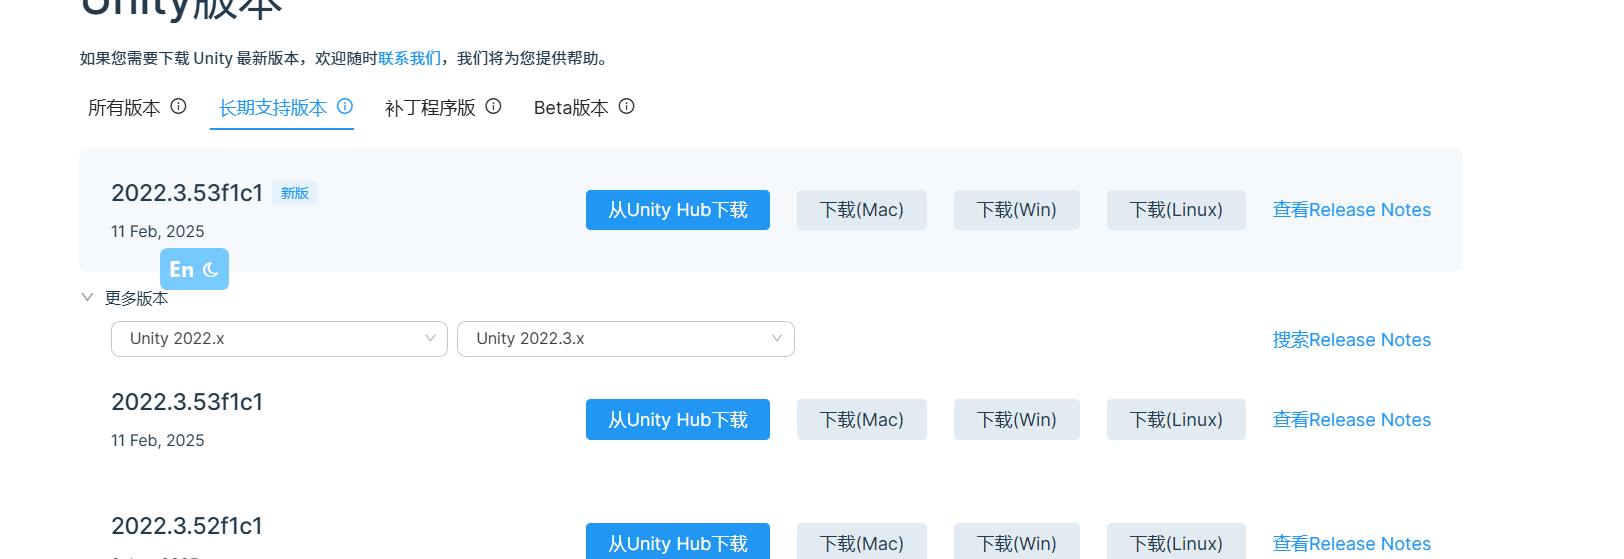 Unity版本
如果您需要下载 Unity 最新版本，欢迎随时联系我们，我们将为您提供帮助。
所有版本 长期支持版本 补丁程序版 Beta版本
2022.3.53f1c1 新版 从Unity Hub下载 下载(Mac) 下载(Win) 下载(Linux) 查看Release Notes
11 Feb, 2025
En
更多版本
Unity 2022.x Unity 2022.3.x 搜索Release Notes
2022.3.53f1c1 从Unity Hub下载 下载(Mac) 下载(Win) 下载(Linux) 查看Release Notes
11 Feb, 2025
2022.3.52f1c1 从Unity Hub下载 下载(Mac) 下载(Win) 下载(Linux) 查看Release Notes